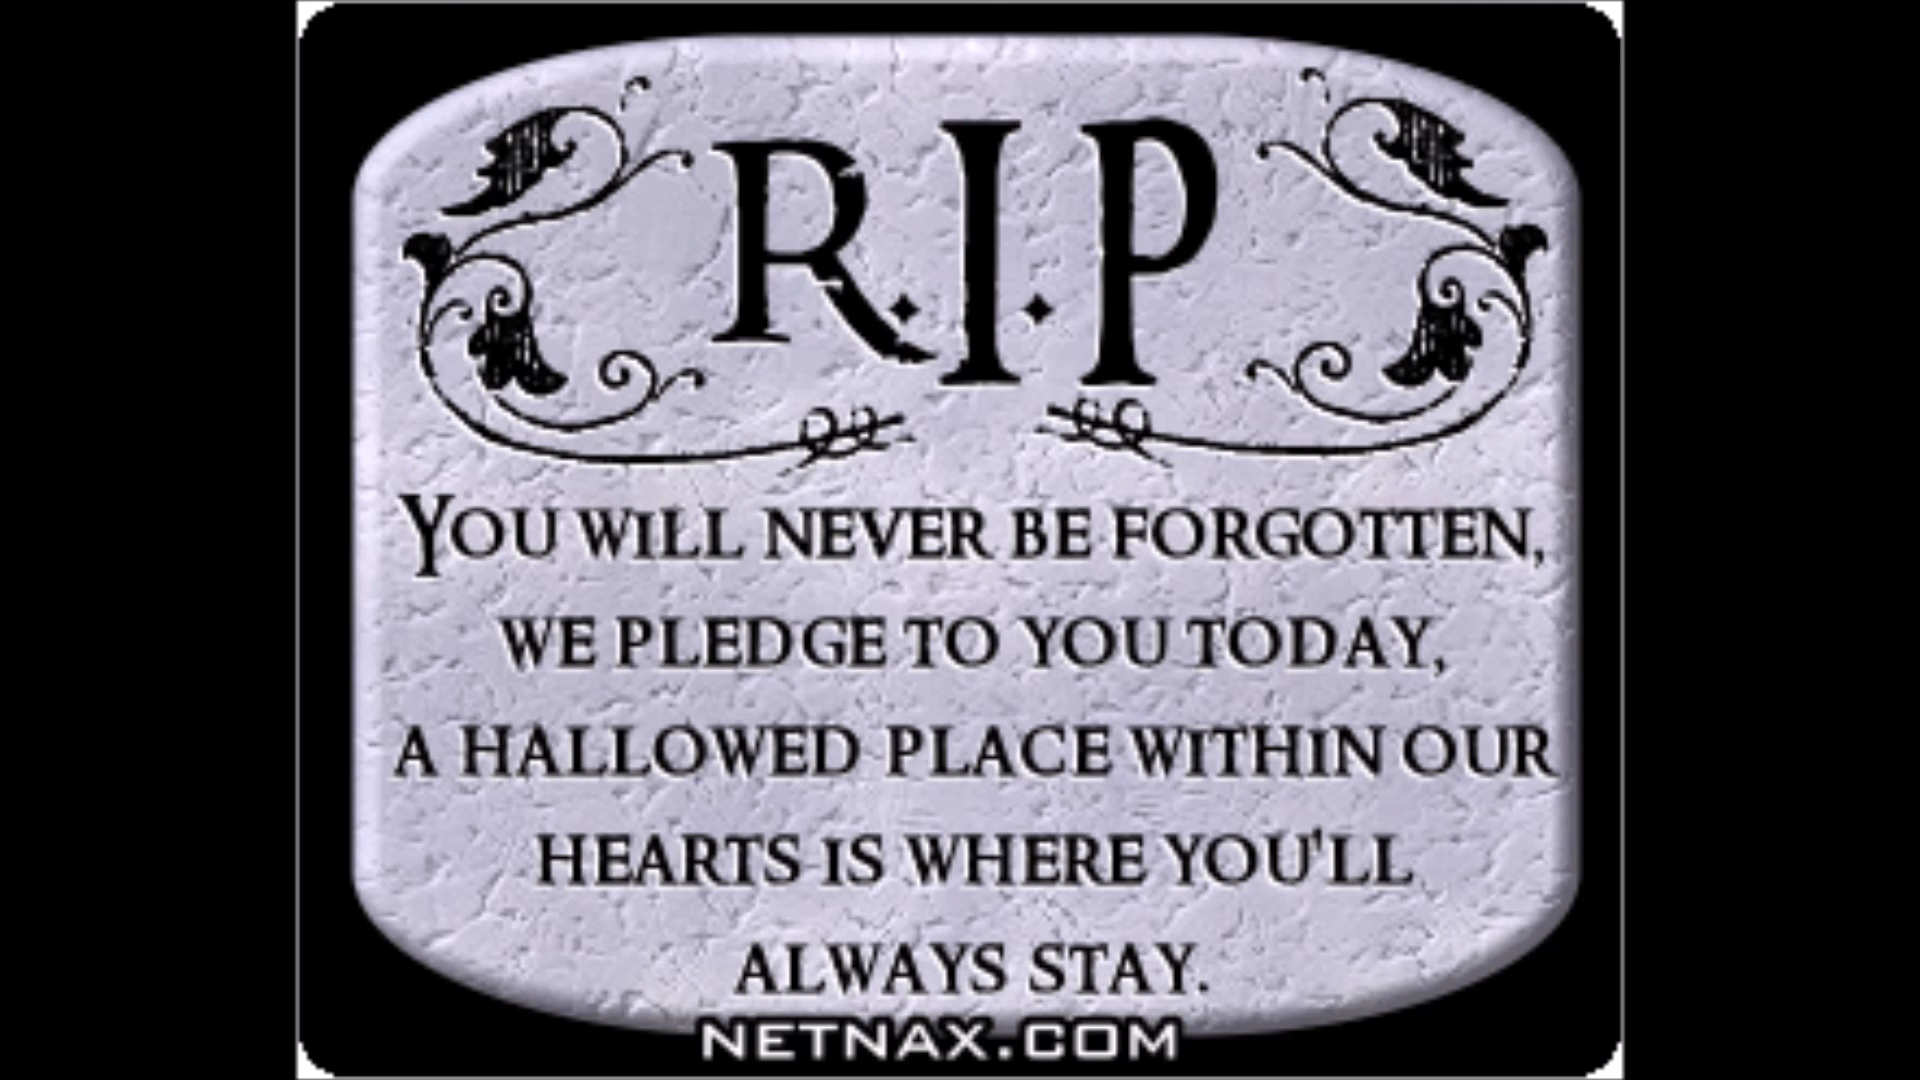 R.I.P
YOU WILL NEVER BE FORGOTTEN,
WE PLEDGE TO YOU TODAY,
A HALLOWED PLACE WITHIN OUR
HEARTS IS WHERE YOU'LL
ALWAYS STAY.
NETNAX.COM